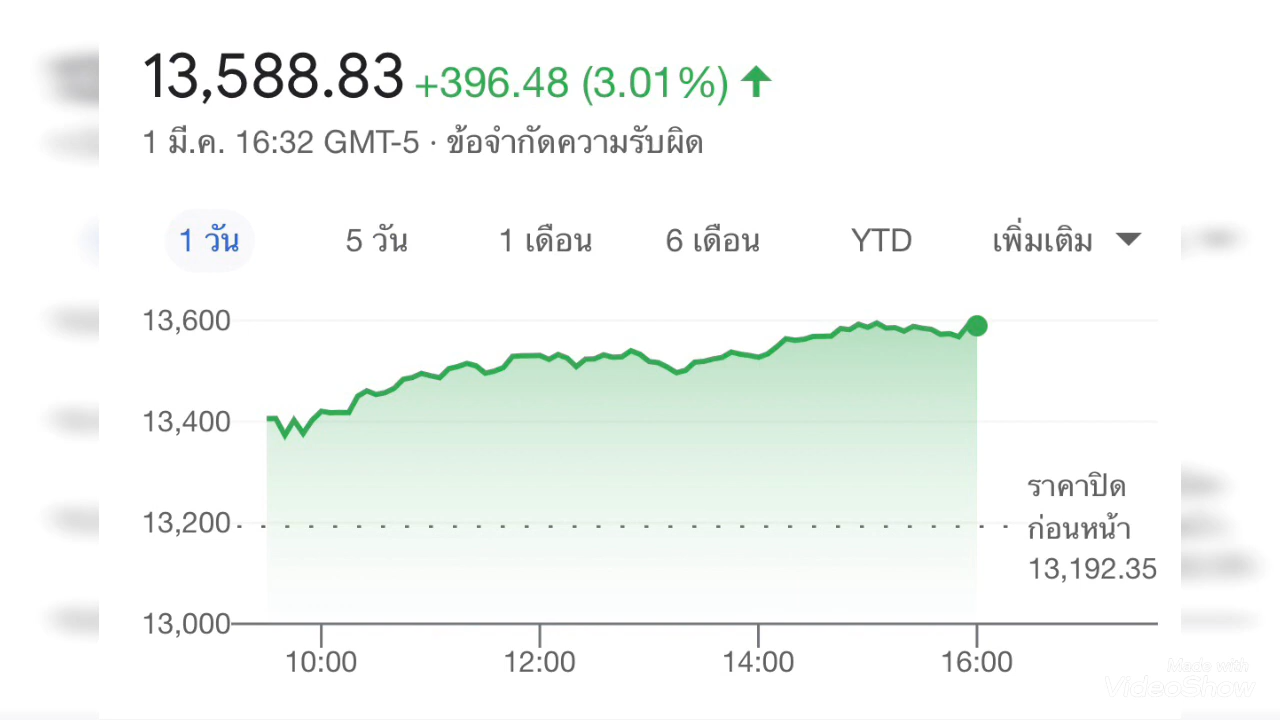 13,588.83 +396.48 (3.01%)
1 มี.ค. 16:32 GMT-5 · ข้อจำกัดความรับผิด
1 วัน 5 วัน 1 เดือน 6 เดือน YTD เพิ่มเติม
13,600
13,400
13,200
13,000
ราคาปิด
ก่อนหน้า
13,192.35
10:00 12:00 14:00 16:00
Made with
VideoShow